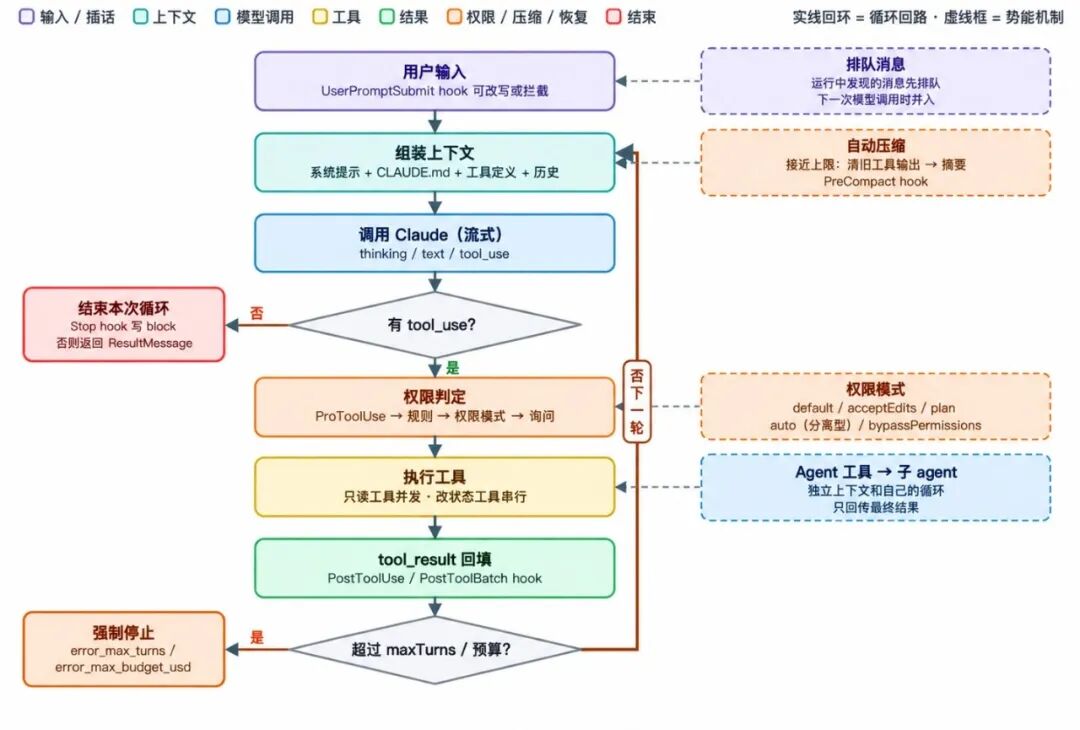 输入 / 插话 上下文 模型调用 工具 结果 权限 / 压缩 / 恢复 结束 实线回环 = 循环回路 · 虚线框 = 势能机制
用户输入
UserPromptSubmit hook 可改写或拦截
排队消息
运行中发现的消息先排队
下一次模型调用时并入
组装上下文
系统提示 + CLAUDE.md + 工具定义 + 历史
自动压缩
接近上限：清旧工具输出 → 摘要
PreCompact hook
调用 Claude（流式）
thinking / text / tool_use
结束本次循环
Stop hook 写 block
否则返回 ResultMessage
否
有 tool_use?
是
权限判定
ProToolUse → 规则 → 权限模式 → 询问
否
下
一
轮
权限模式
default / acceptEdits / plan
auto（分离型）/ bypassPermissions
执行工具
只读工具并发 · 改状态工具串行
Agent 工具 → 子 agent
独立上下文和自己的循环
只回传最终结果
tool_result 回填
PostToolUse / PostToolBatch hook
强制停止
error_max_turns /
error_max_budget_usd
是
超过 maxTurns / 预算?